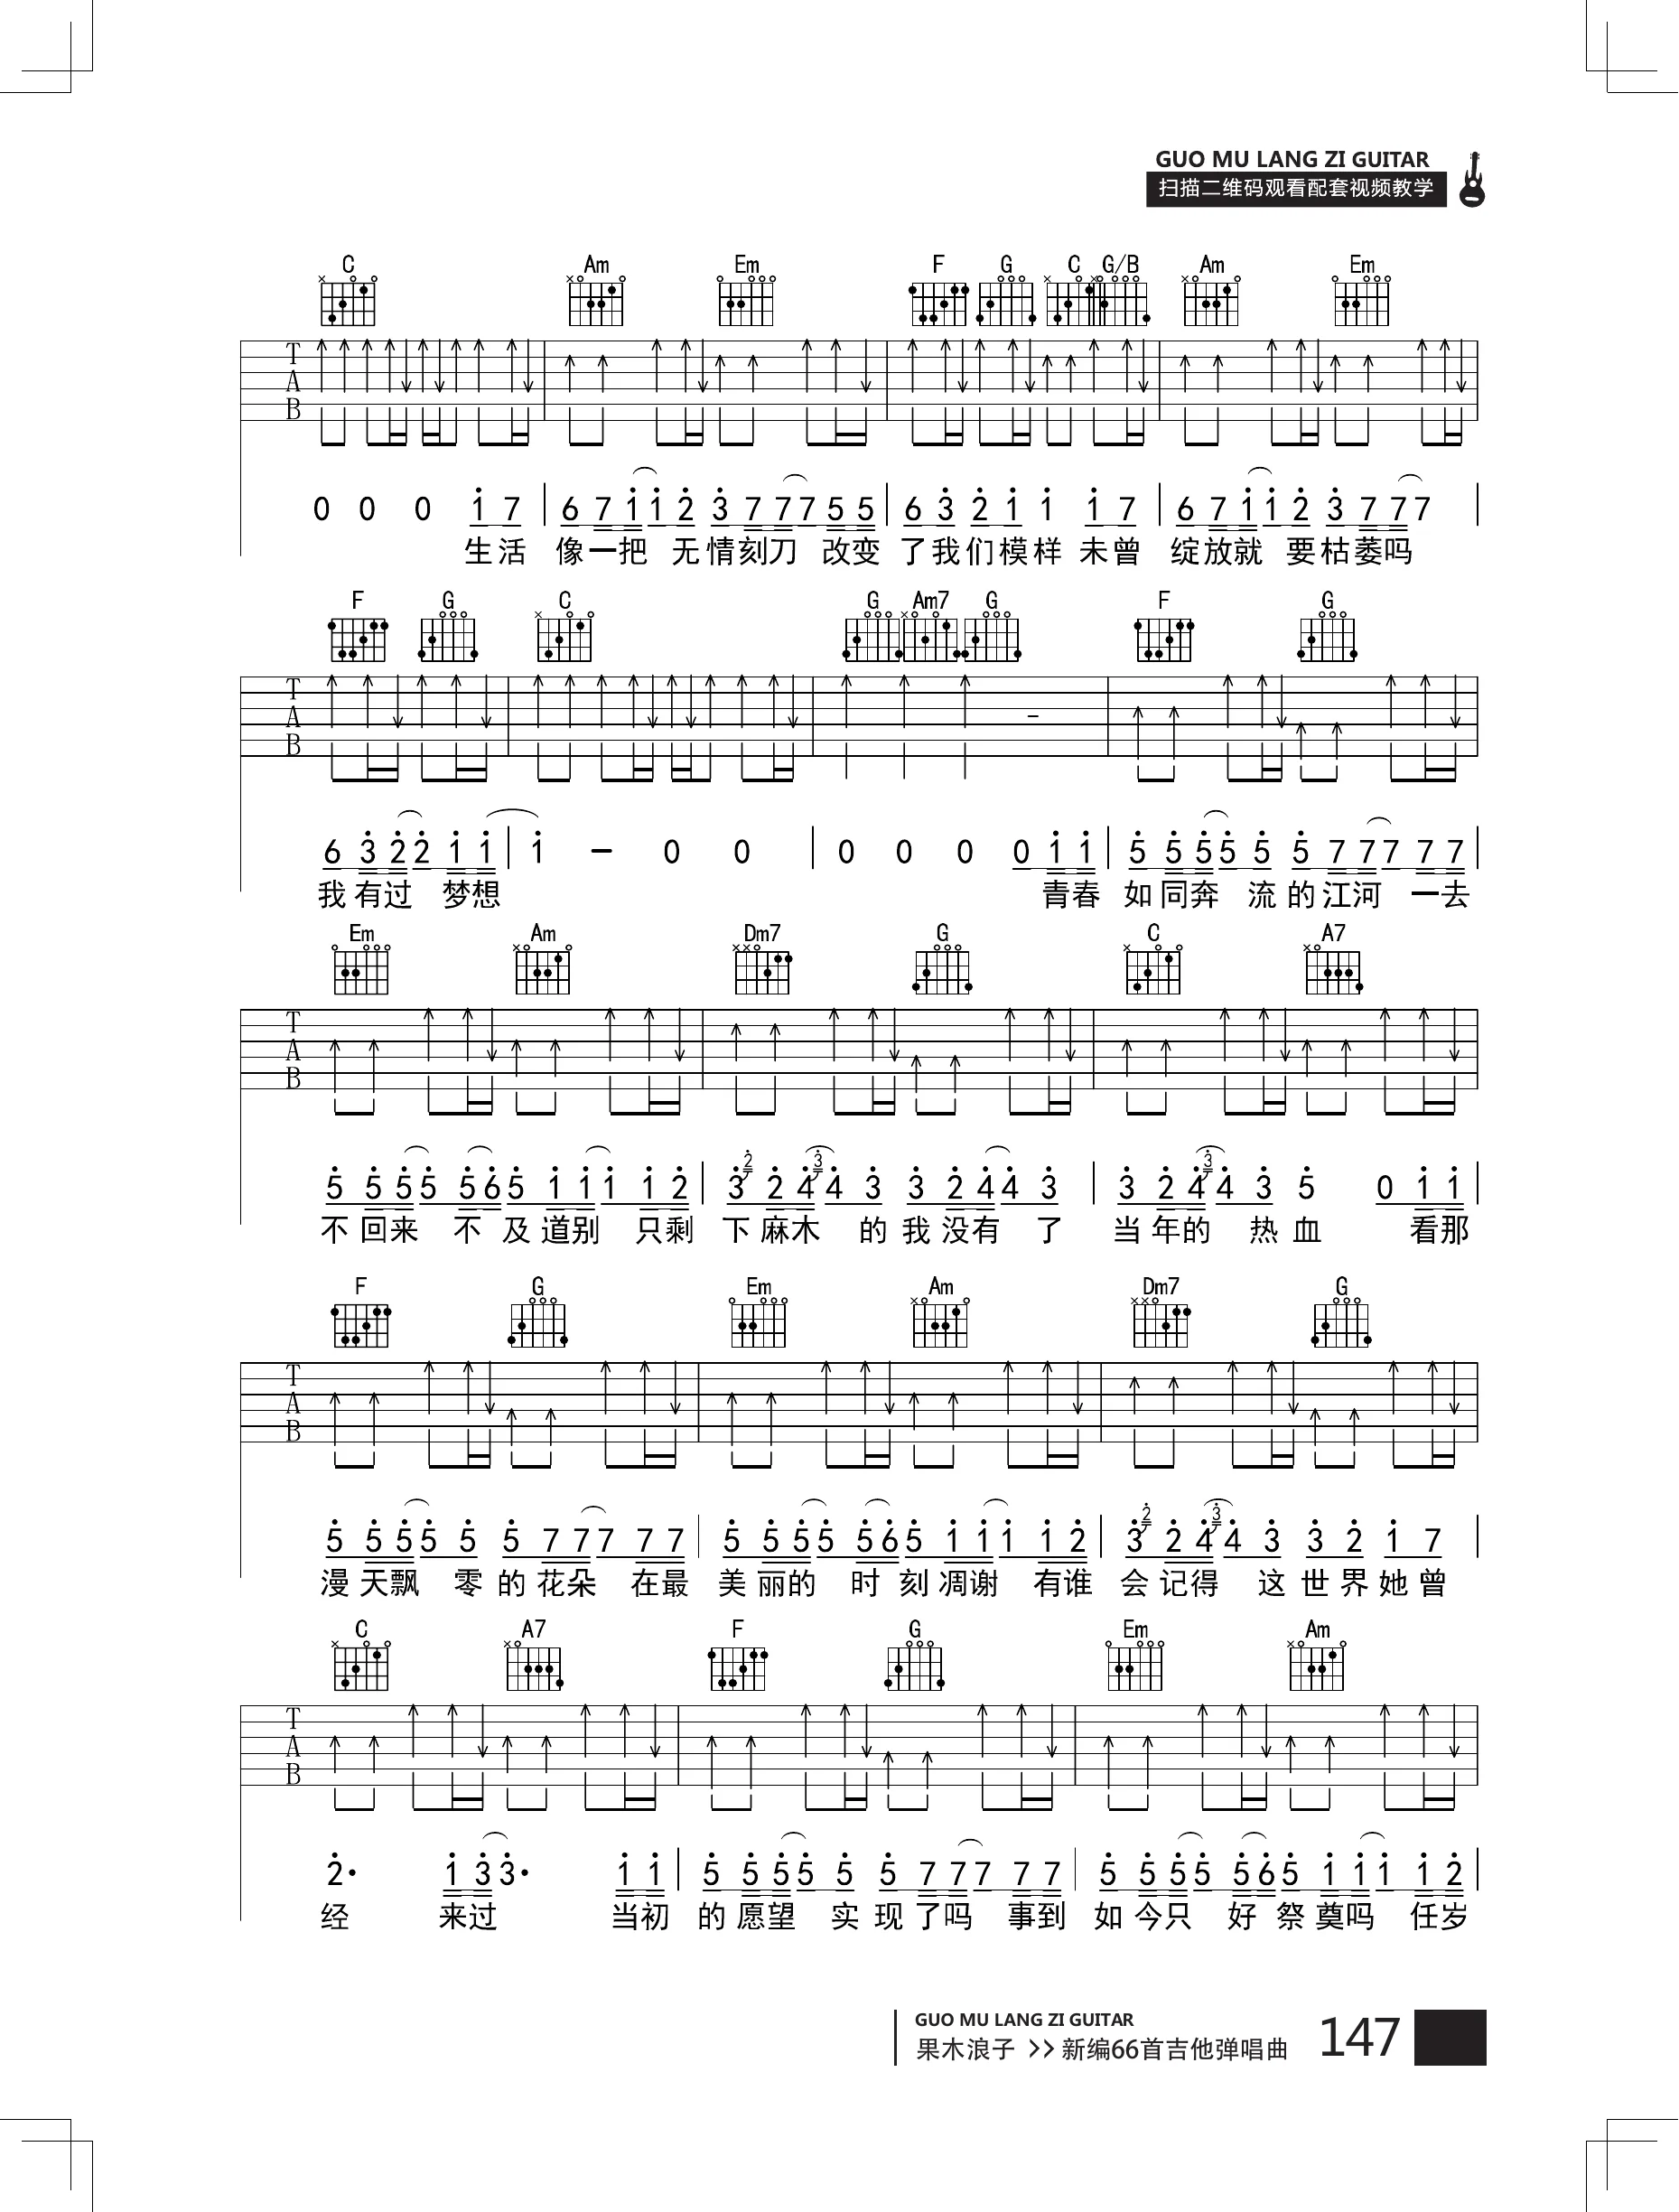 GUO MU LANG ZI GUITAR
扫描二维码观看配套视频教学
C Am Em F G C G/B Am Em
T
A
B
0 0 0 1 7 | 6 7 1 1 2 3 7 7 7 5 5 | 6 3 2 1 1 1 7 | 6 7 1 1 2 3 7 7 7 |
生活 像一把 无情刻刀 改变 了我们模样 未曾 绽放就 要枯萎吗
F G C G Am7 G F G
T
A
B
6 3 2 2 1 1 | 1 – 0 0 | 0 0 0 0 1 1 | 5 5 5 5 5 5 7 7 7 7 7 |
我有过 梦想 青春 如同奔 流的江河 一去
Em Am Dm7 G C A7
T
A
B
5 5 5 5 5 6 5 1 1 1 1 2 | 3 2 2 4 3 4 3 3 2 4 4 3 | 3 2 4 3 4 3 5 0 1 1 |
不回来 不及道别 只剩 下麻木 的我没有 了 当年的 热血 看那
F G Em Am Dm7 G
T
A
B
5 5 5 5 5 5 7 7 7 7 7 | 5 5 5 5 5 6 5 1 1 1 1 2 | 3 2 2 4 3 4 3 3 2 1 7 |
漫天飘 零的花朵 在最 美丽的 时刻凋谢 有谁 会记得 这世界她曾
C A7 F G Em Am
T
A
B
2· 1 3 3· 1 1 | 5 5 5 5 5 5 7 7 7 7 7 | 5 5 5 5 5 6 5 1 1 1 1 2 |
经 来过 当初 的愿望 实现了吗 事到 如今只 好祭奠吗 任岁
GUO MU LANG ZI GUITAR
果木浪子 >> 新编66首吉他弹唱曲 147